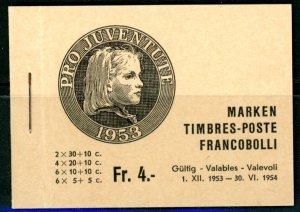 PRO JUVENTUTE
1953
2 × 30 + 10 c.
4 × 20 + 10 c.
6 × 10 + 10 c.
6 × 5 + 5 c.
Fr. 4.-
MARKEN
TIMBRES-POSTE
FRANCOBOLLI
Gültig - Valables - Valevoli
1. XII. 1953 — 30. VI. 1954